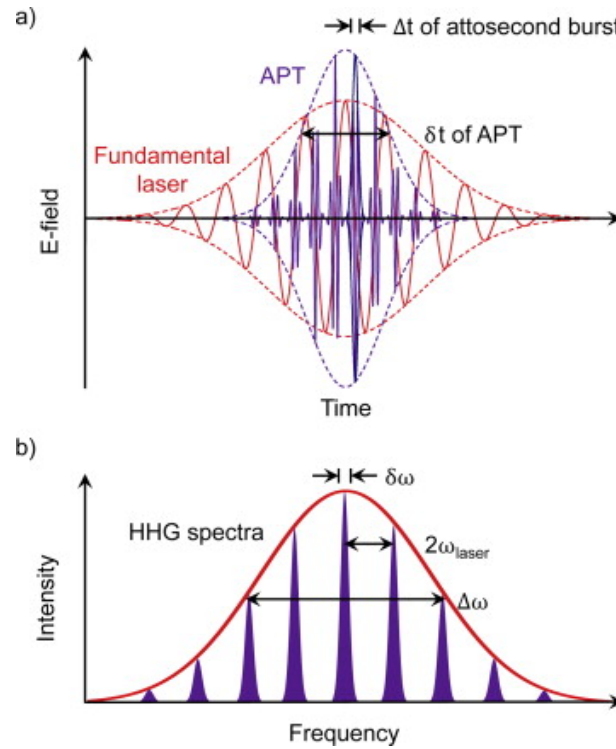 a)
Δt of attosecond burst
APT
δt of APT
Fundamental
laser
E-field
Time
b)
δω
HHG spectra
2ωlaser
Δω
Intensity
Frequency